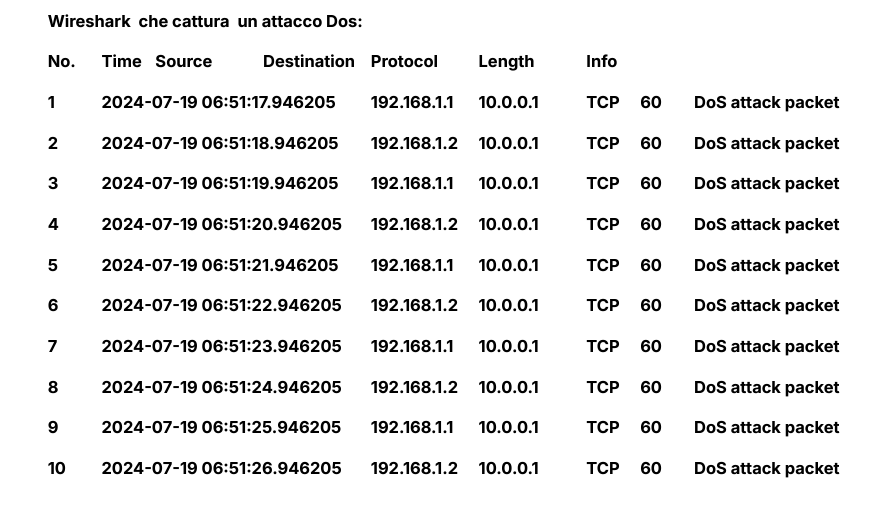 Wireshark che cattura un attacco Dos:
No. Time Source Destination Protocol Length Info
1 2024-07-19 06:51:17.946205 192.168.1.1 10.0.0.1 TCP 60 DoS attack packet
2 2024-07-19 06:51:18.946205 192.168.1.2 10.0.0.1 TCP 60 DoS attack packet
3 2024-07-19 06:51:19.946205 192.168.1.1 10.0.0.1 TCP 60 DoS attack packet
4 2024-07-19 06:51:20.946205 192.168.1.2 10.0.0.1 TCP 60 DoS attack packet
5 2024-07-19 06:51:21.946205 192.168.1.1 10.0.0.1 TCP 60 DoS attack packet
6 2024-07-19 06:51:22.946205 192.168.1.2 10.0.0.1 TCP 60 DoS attack packet
7 2024-07-19 06:51:23.946205 192.168.1.1 10.0.0.1 TCP 60 DoS attack packet
8 2024-07-19 06:51:24.946205 192.168.1.2 10.0.0.1 TCP 60 DoS attack packet
9 2024-07-19 06:51:25.946205 192.168.1.1 10.0.0.1 TCP 60 DoS attack packet
10 2024-07-19 06:51:26.946205 192.168.1.2 10.0.0.1 TCP 60 DoS attack packet